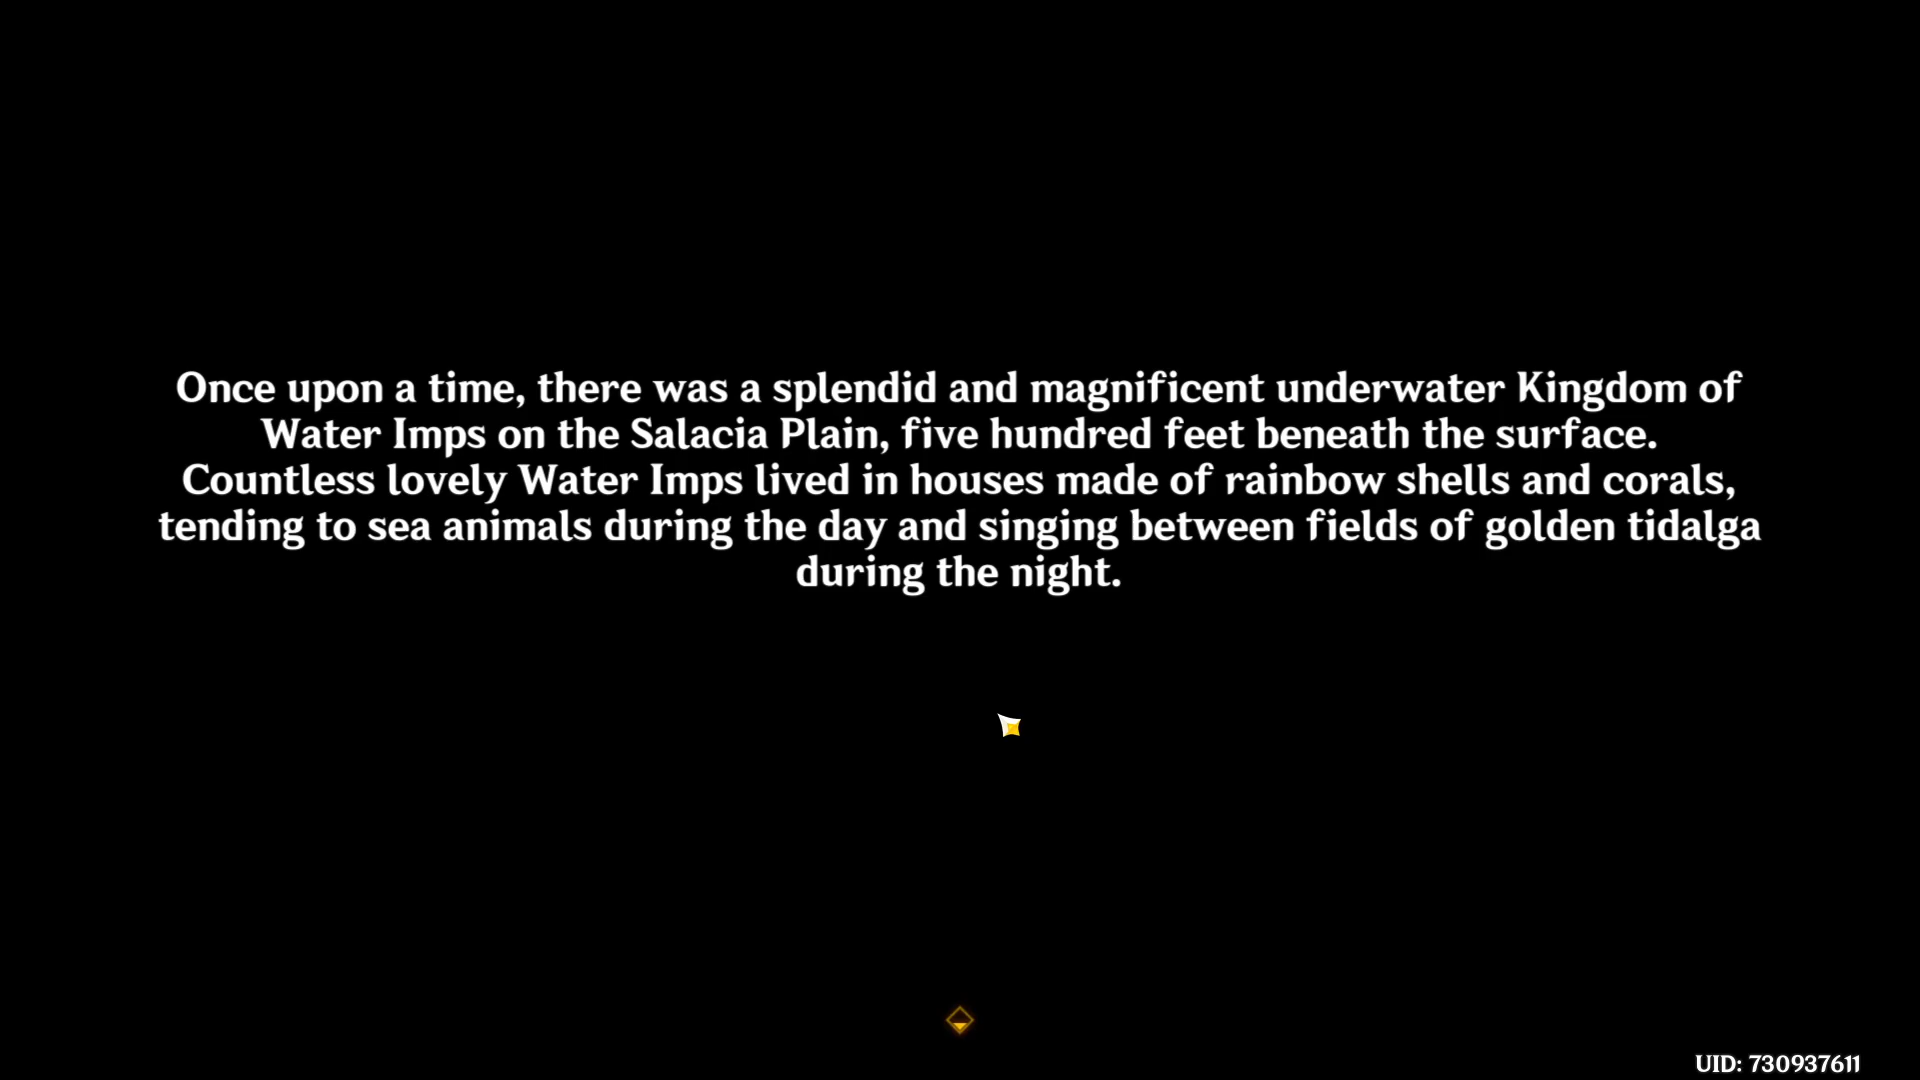 Once upon a time, there was a splendid and magnificent underwater Kingdom of
Water Imps on the Salacia Plain, five hundred feet beneath the surface.
Countless lovely Water Imps lived in houses made of rainbow shells and corals,
tending to sea animals during the day and singing between fields of golden tidalga
during the night.
UID: 730937611